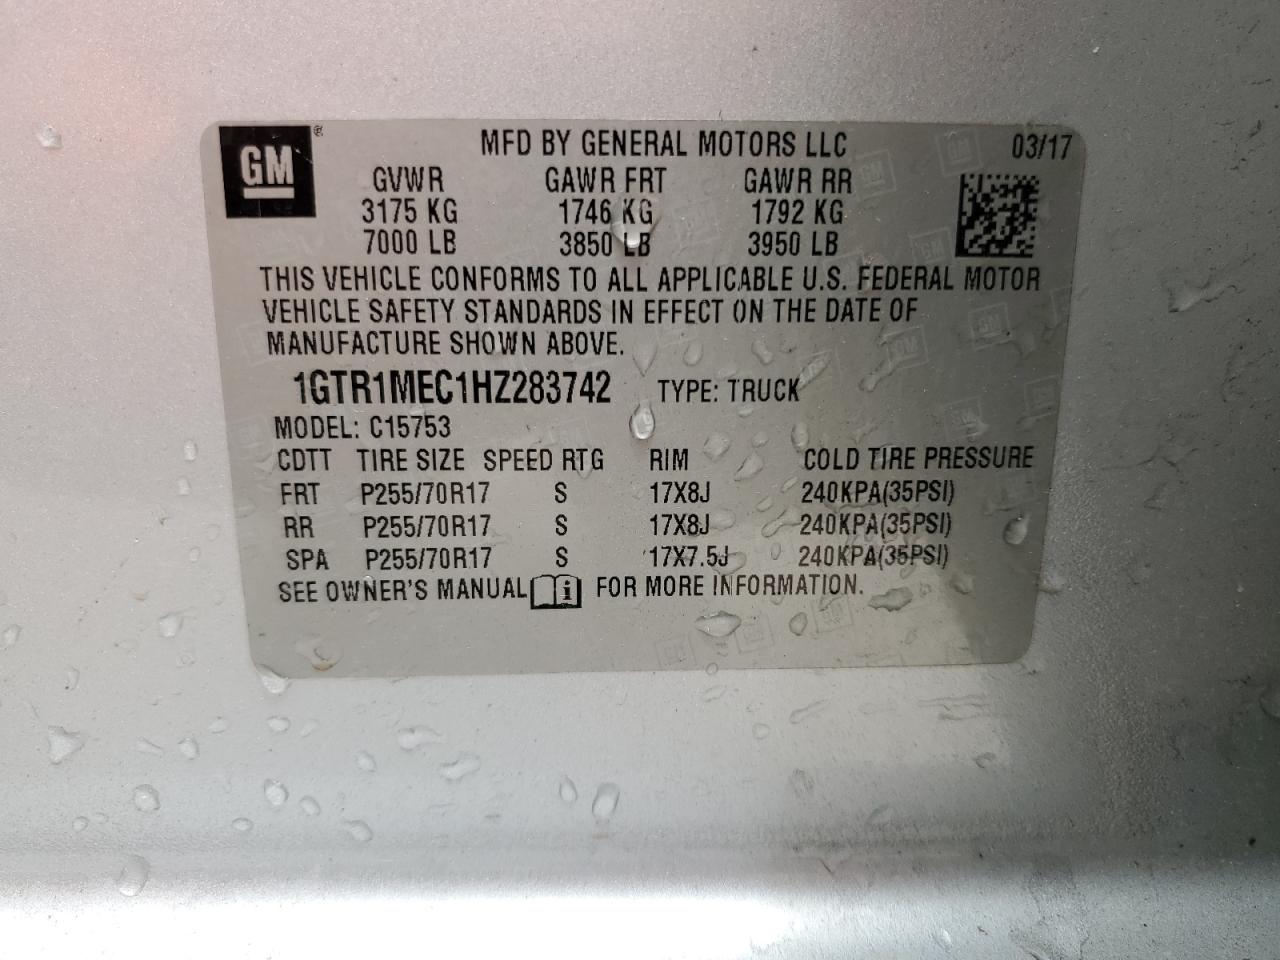 GM® MFD BY GENERAL MOTORS LLC 03/17
GVWR GAWR FRT GAWR RR
3175 KG 1746 KG 1792 KG
7000 LB 3850 LB 3950 LB
THIS VEHICLE CONFORMS TO ALL APPLICABLE U.S. FEDERAL MOTOR
VEHICLE SAFETY STANDARDS IN EFFECT ON THE DATE OF
MANUFACTURE SHOWN ABOVE.
1GTR1MEC1HZ283742 TYPE: TRUCK
MODEL: C15753
CDTT TIRE SIZE SPEED RTG RIM COLD TIRE PRESSURE
FRT P255/70R17 S 17X8J 240KPA(35PSI)
RR P255/70R17 S 17X8J 240KPA(35PSI)
SPA P255/70R17 S 17X7.5J 240KPA(35PSI)
SEE OWNER'S MANUAL i FOR MORE INFORMATION.